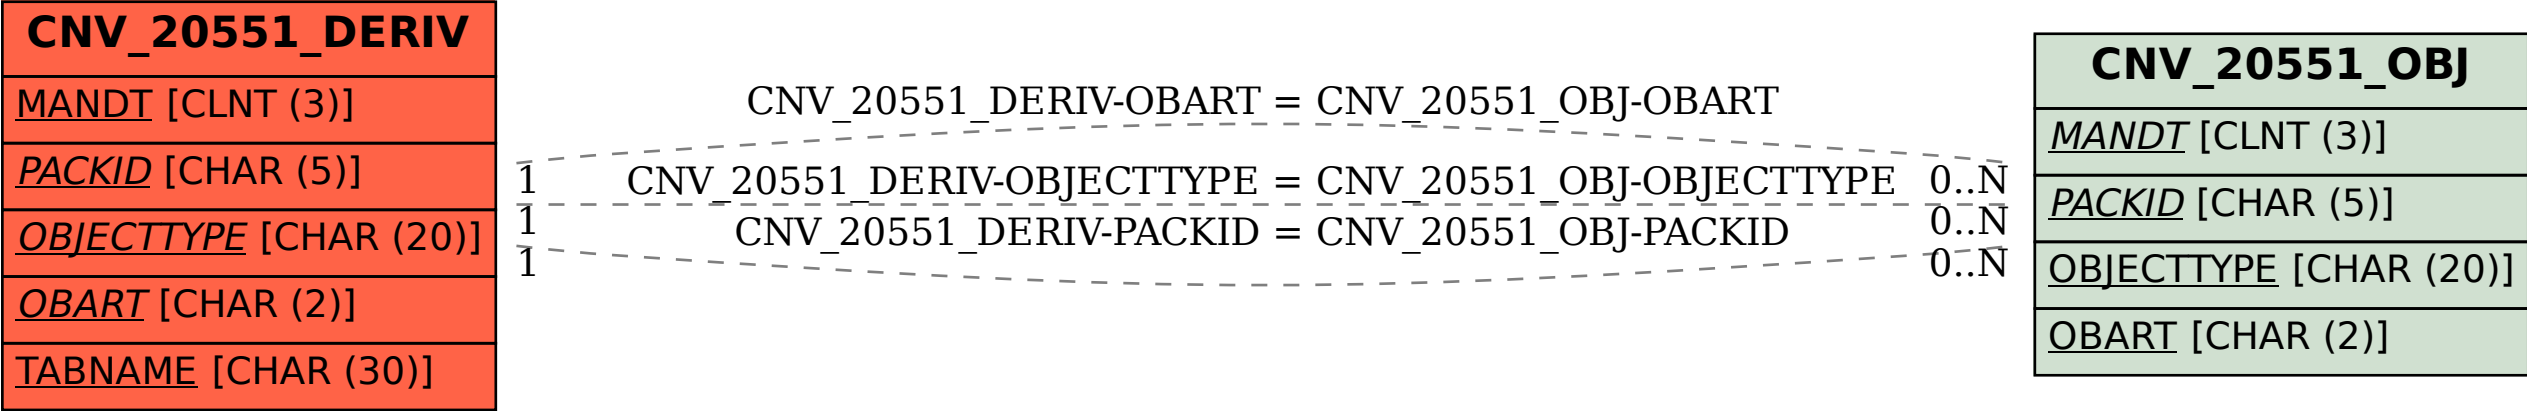 CNV_20551_DERIV
MANDT [CLNT (3)]
PACKID [CHAR (5)]
OBJECTTYPE [CHAR (20)]
OBART [CHAR (2)]
TABNAME [CHAR (30)]
CNV_20551_DERIV-OBART = CNV_20551_OBJ-OBART
1 CNV_20551_DERIV-OBJECTTYPE = CNV_20551_OBJ-OBJECTTYPE 0..N
1 CNV_20551_DERIV-PACKID = CNV_20551_OBJ-PACKID 0..N
1 0..N
CNV_20551_OBJ
MANDT [CLNT (3)]
PACKID [CHAR (5)]
OBJECTTYPE [CHAR (20)]
OBART [CHAR (2)]